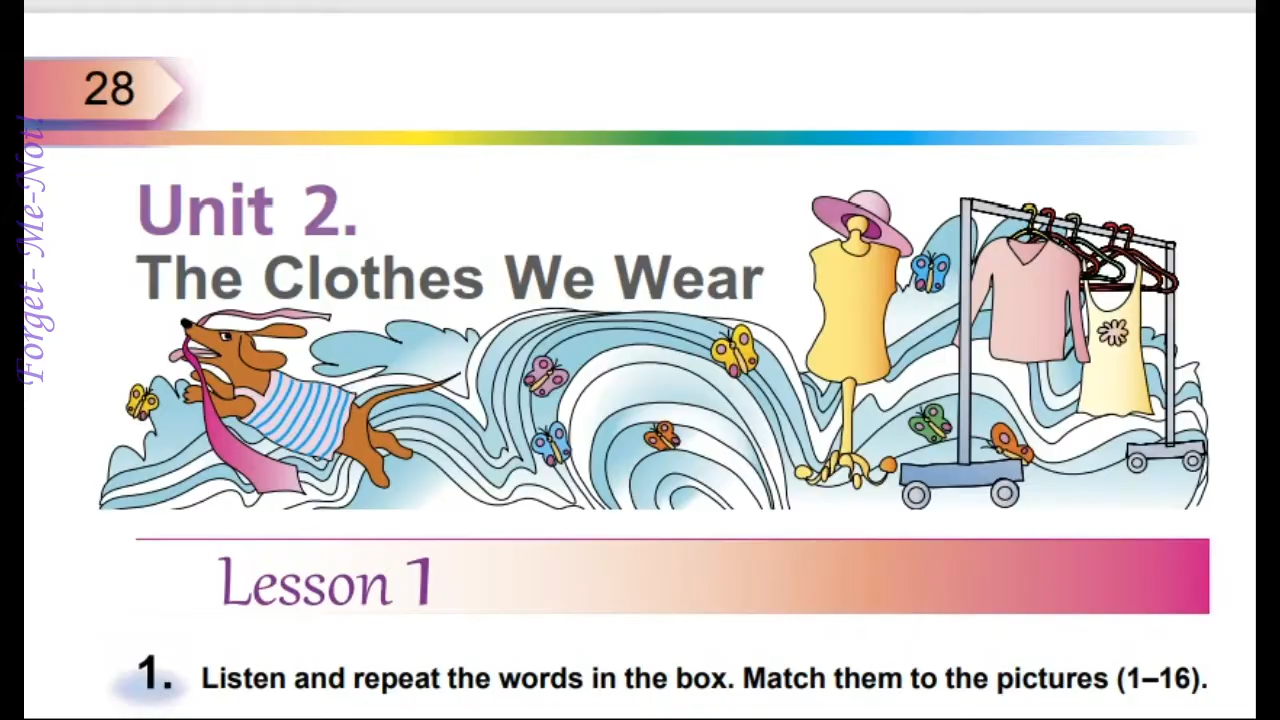 28
Forget- Me-Not!
Unit 2.
The Clothes We Wear
Lesson 1
1. Listen and repeat the words in the box. Match them to the pictures (1–16).